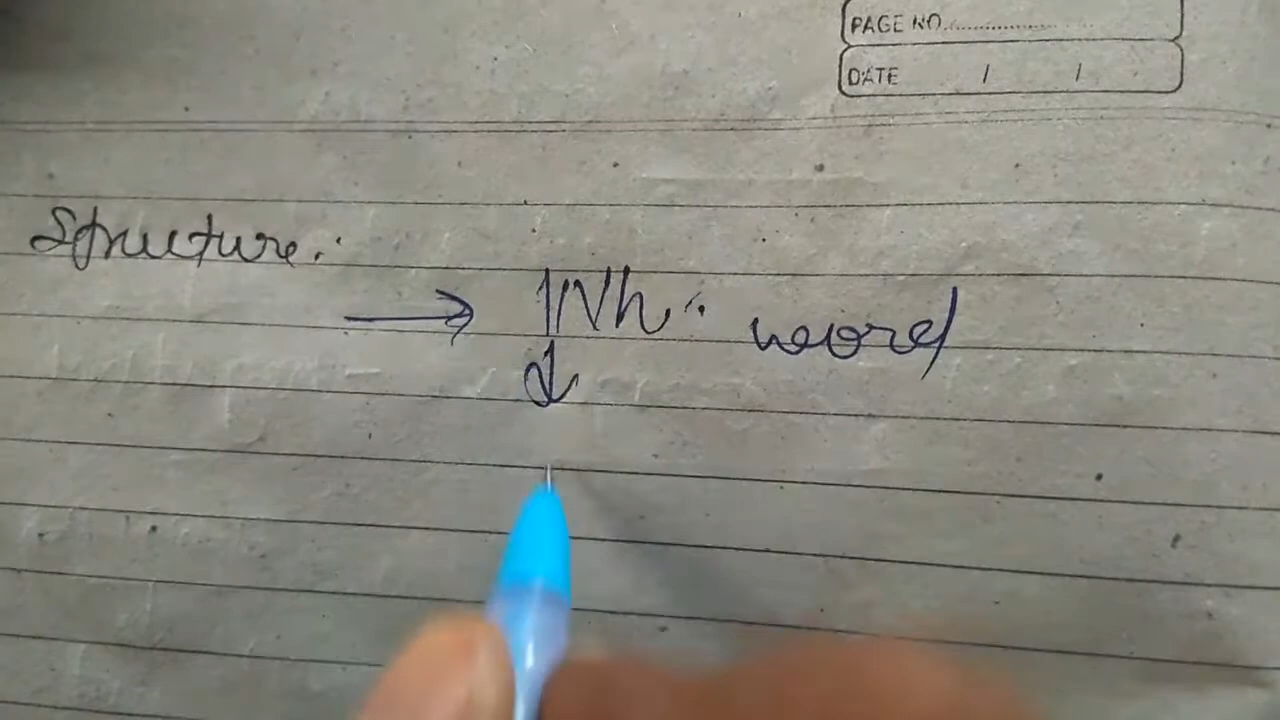 PAGE NO.
DATE / /
Structure:
→ Wh: word
↓